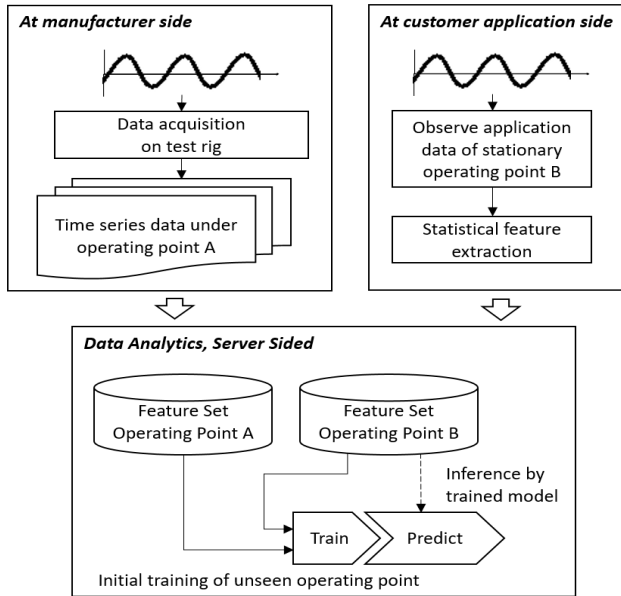 At manufacturer side
Data acquisition
on test rig
Time series data under
operating point A
At customer application side
Observe application
data of stationary
operating point B
Statistical feature
extraction
Data Analytics, Server Sided
Feature Set
Operating Point A
Feature Set
Operating Point B
Inference by
trained model
Train
Predict
Initial training of unseen operating point